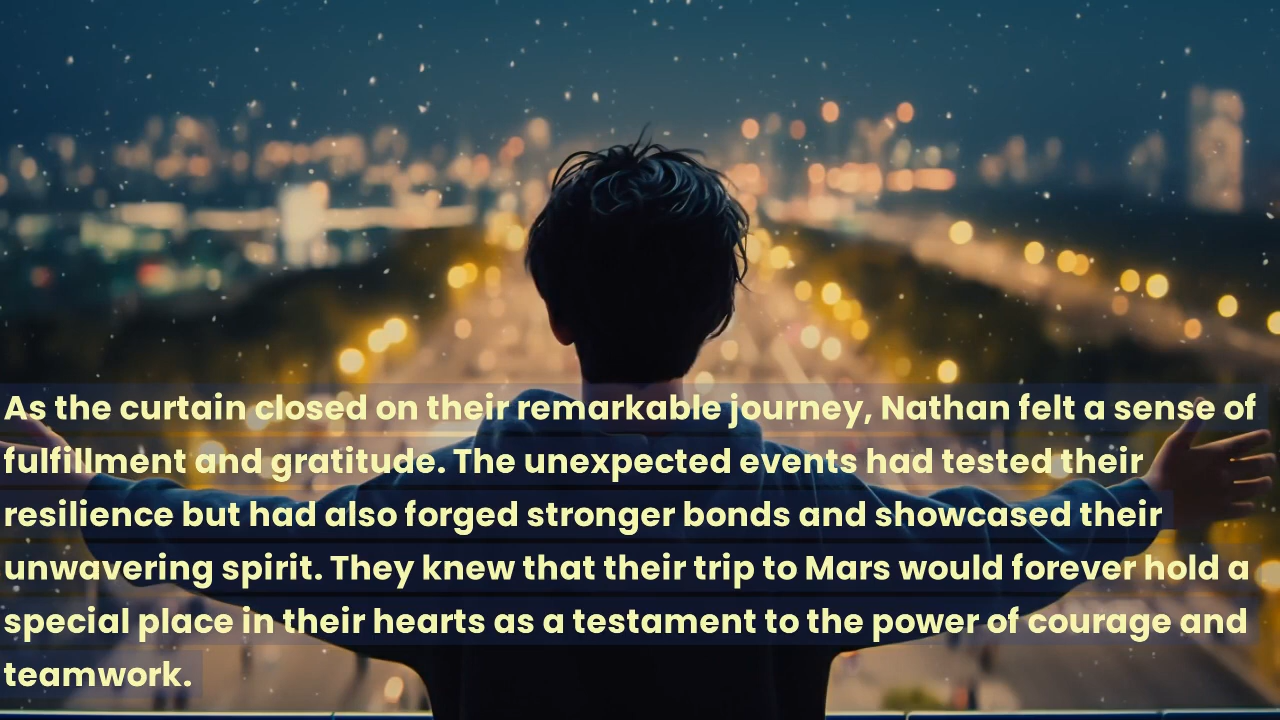 As the curtain closed on their remarkable journey, Nathan felt a sense of
fulfillment and gratitude. The unexpected events had tested their
resilience but had also forged stronger bonds and showcased their
unwavering spirit. They knew that their trip to Mars would forever hold a
special place in their hearts as a testament to the power of courage and
teamwork.